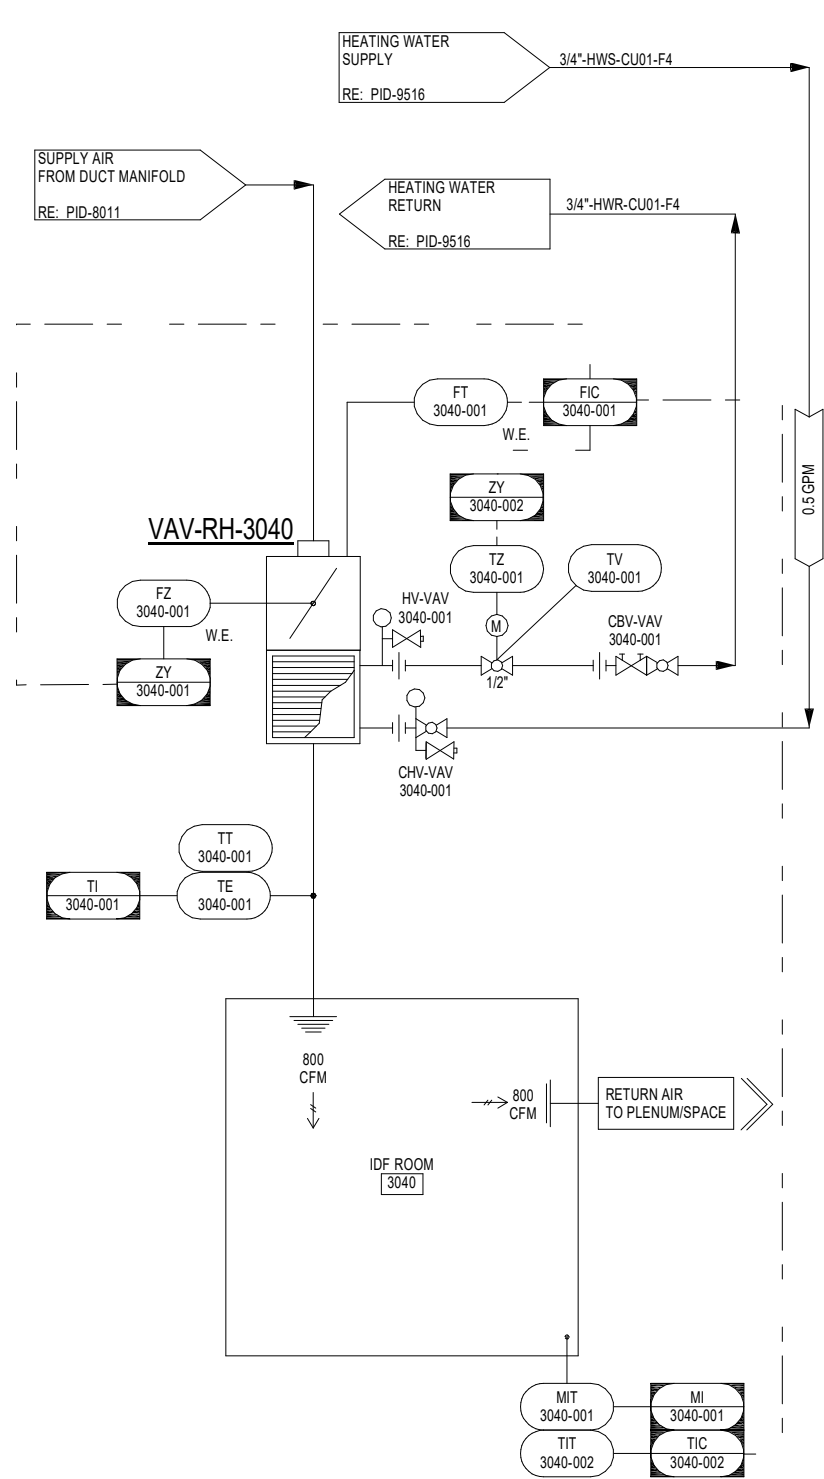 HEATING WATER
SUPPLY
RE: PID-9516
3/4"-HWS-CU01-F4
SUPPLY AIR
FROM DUCT MANIFOLD
RE: PID-8011
HEATING WATER
RETURN
RE: PID-9516
3/4"-HWR-CU01-F4
FT
3040-001
FIC
3040-001
W.E.
ZY
3040-002
0.5 GPM
VAV-RH-3040
TZ
3040-001
TV
3040-001
FZ
3040-001
W.E.
HV-VAV
3040-001
M
CBV-VAV
3040-001
ZY
3040-001
1/2"
CHV-VAV
3040-001
TT
3040-001
TI
3040-001
TE
3040-001
800
CFM
800
CFM
RETURN AIR
TO PLENUM/SPACE
IDF ROOM
3040
MIT
3040-001
MI
3040-001
TIT
3040-002
TIC
3040-002